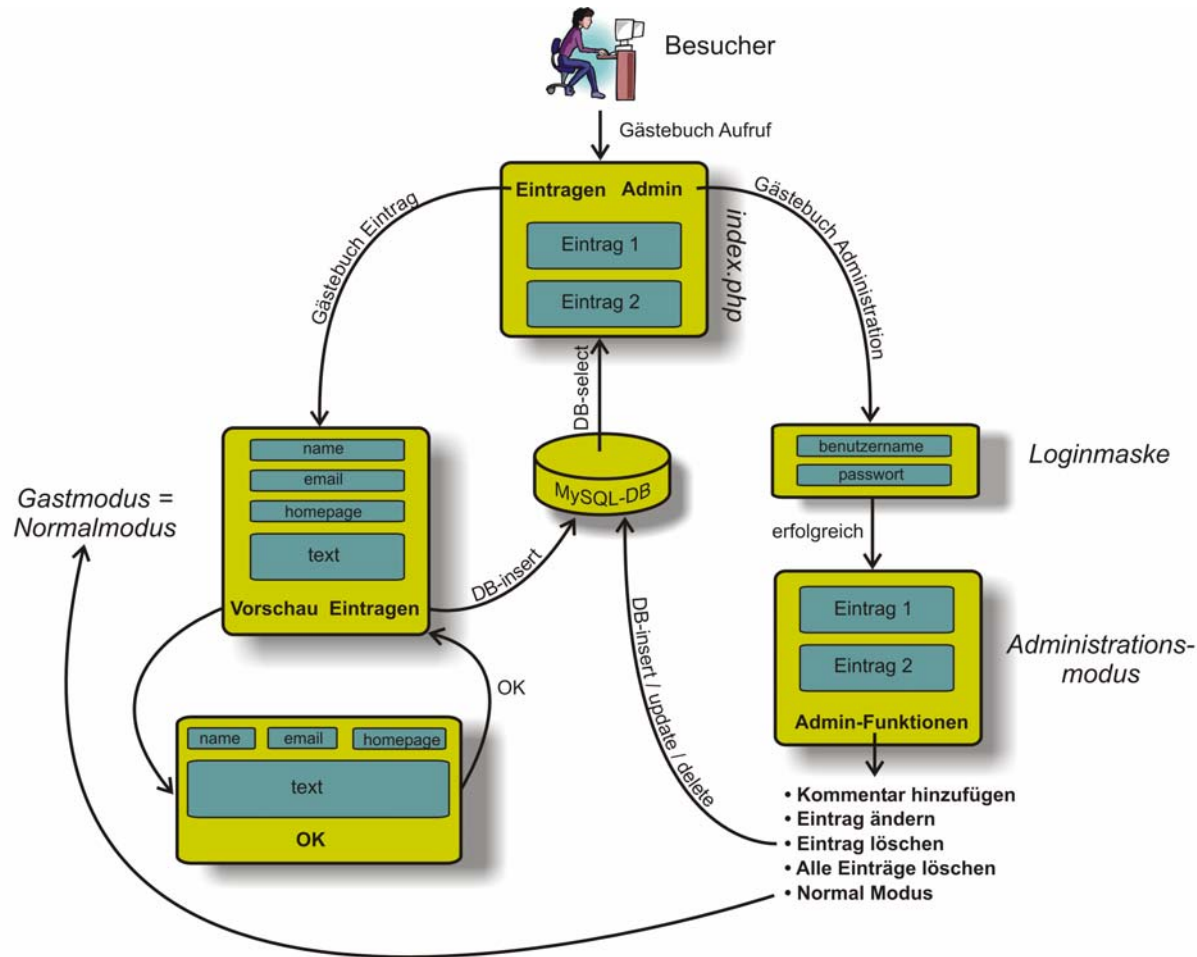 Besucher
Gästebuch Aufruf
Eintragen Admin
Eintrag 1
Eintrag 2
index.php
Gästebuch Eintrag
Gästebuch Administration
DB-select
name
email
homepage
text
Vorschau Eintragen
Gastmodus =
Normalmodus
MySQL-DB
DB-insert
benutzername
passwort
Loginmaske
erfolgreich
Eintrag 1
Eintrag 2
Admin-Funktionen
Administrations-
modus
OK
name email homepage
text
OK
DB-insert / update / delete
• Kommentar hinzufügen
• Eintrag ändern
• Eintrag löschen
• Alle Einträge löschen
• Normal Modus